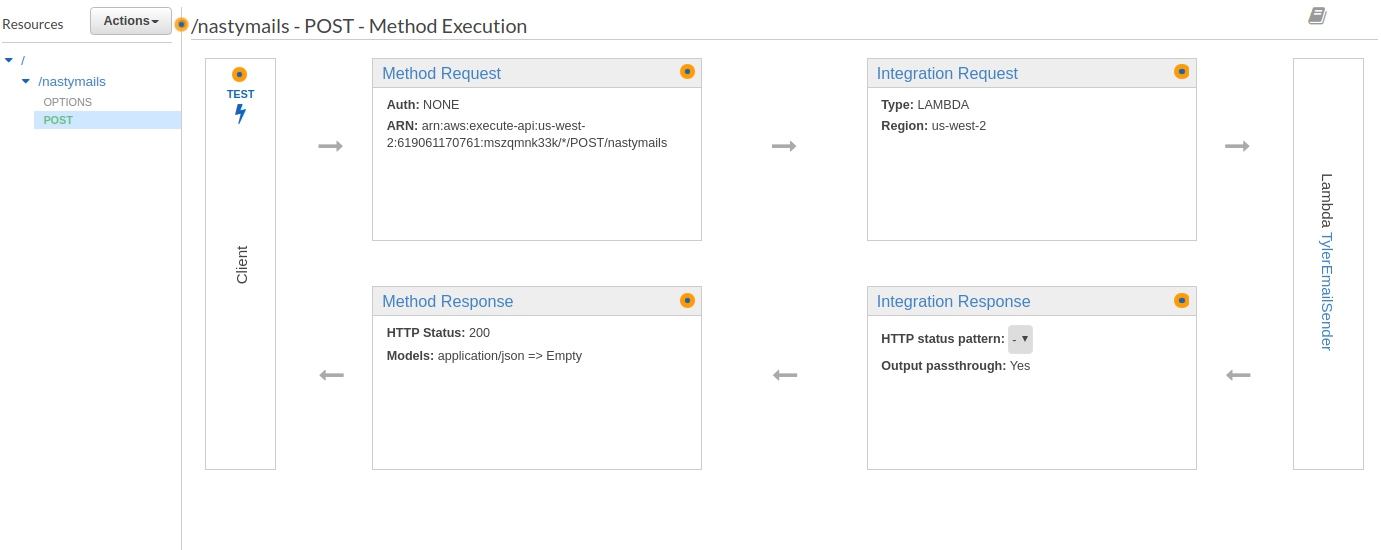 Resources
Actions
/nastymails - POST - Method Execution
/
/nastymails
OPTIONS
POST
TEST
Client
Method Request
Auth: NONE
ARN: arn:aws:execute-api:us-west-
2:619061170761:mszqmnk33k/*/POST/nastymails
Integration Request
Type: LAMBDA
Region: us-west-2
Lambda TylerEmailSender
Method Response
HTTP Status: 200
Models: application/json => Empty
Integration Response
HTTP status pattern: -
Output passthrough: Yes